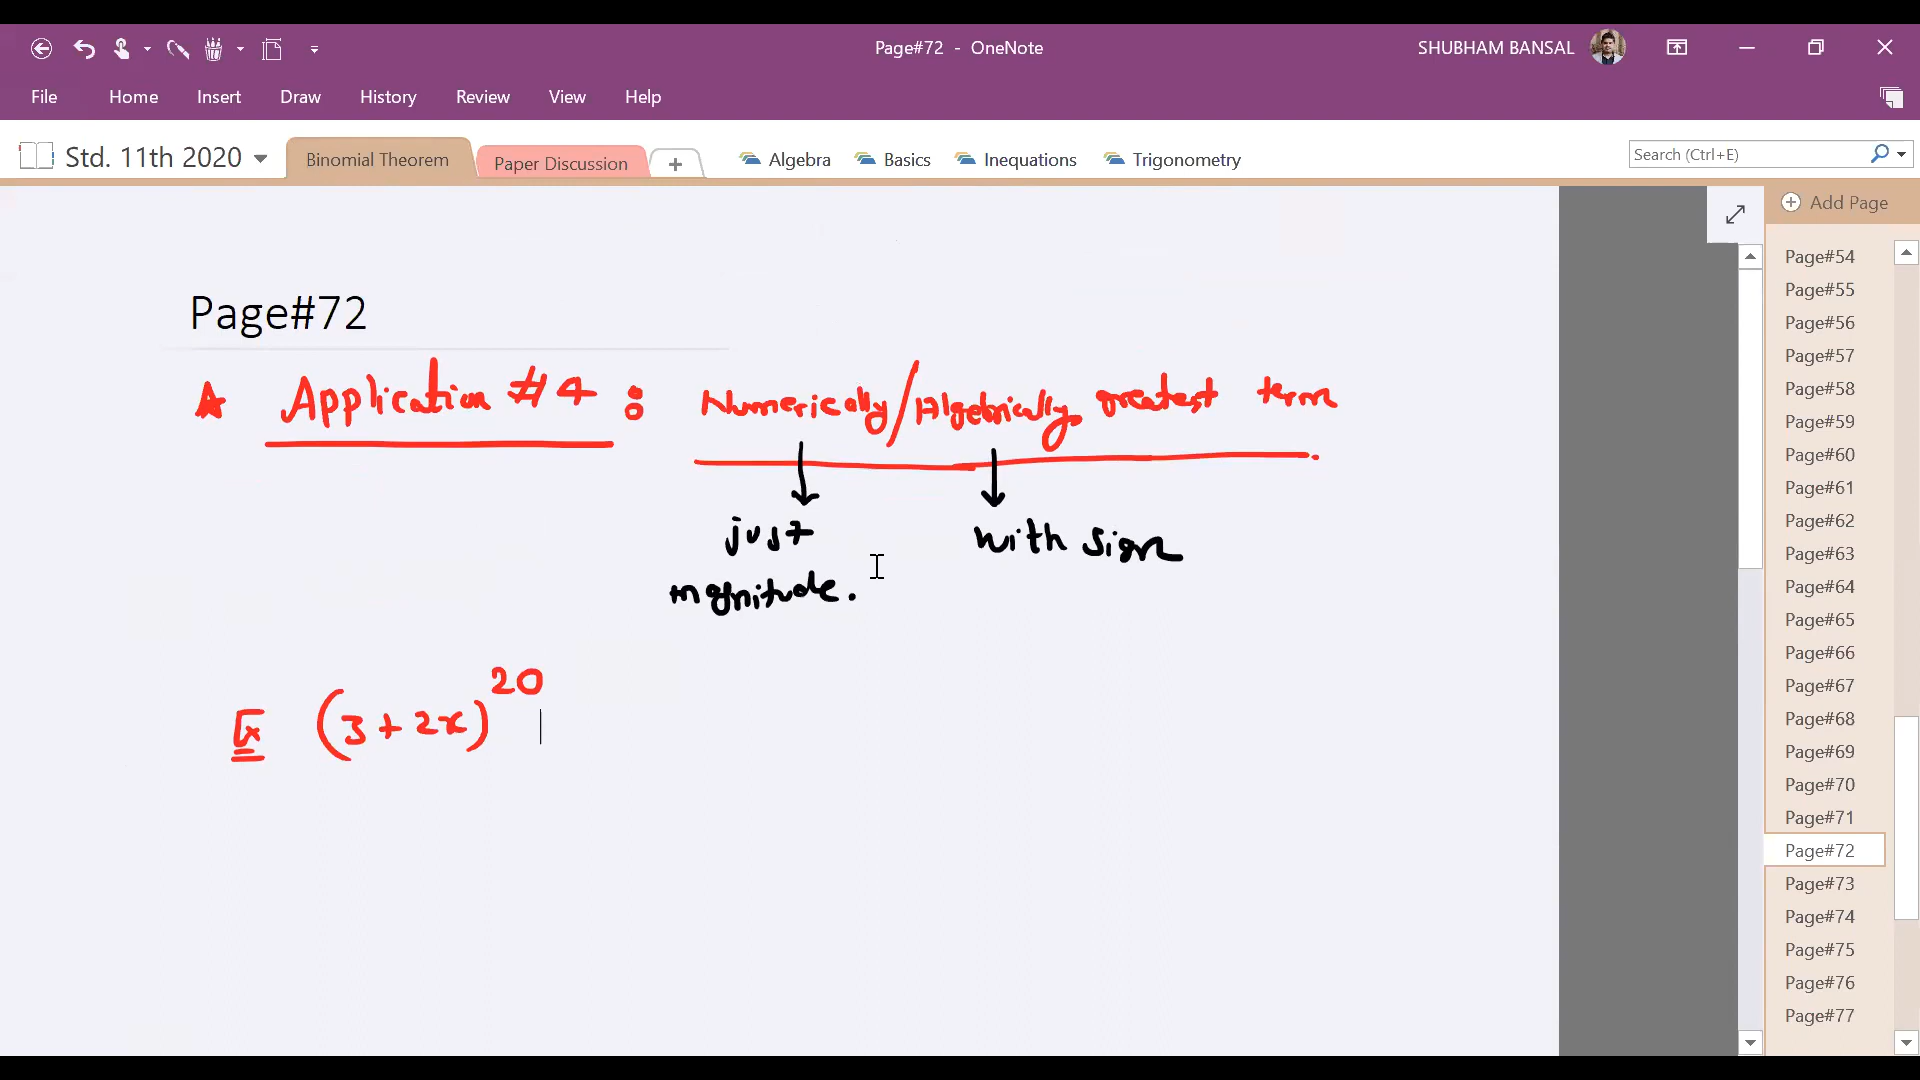 Page#72 - OneNote
SHUBHAM BANSAL
File Home Insert Draw History Review View Help
Std. 11th 2020 Binomial Theorem Paper Discussion + Algebra Basics Inequations Trigonometry Search (Ctrl+E)
Add Page
Page#72
Application #4 : Numerically/Algebrically greatest term
just
mgnitude.
with sign
Ex (3+2x)^20
Page#54
Page#55
Page#56
Page#57
Page#58
Page#59
Page#60
Page#61
Page#62
Page#63
Page#64
Page#65
Page#66
Page#67
Page#68
Page#69
Page#70
Page#71
Page#72
Page#73
Page#74
Page#75
Page#76
Page#77